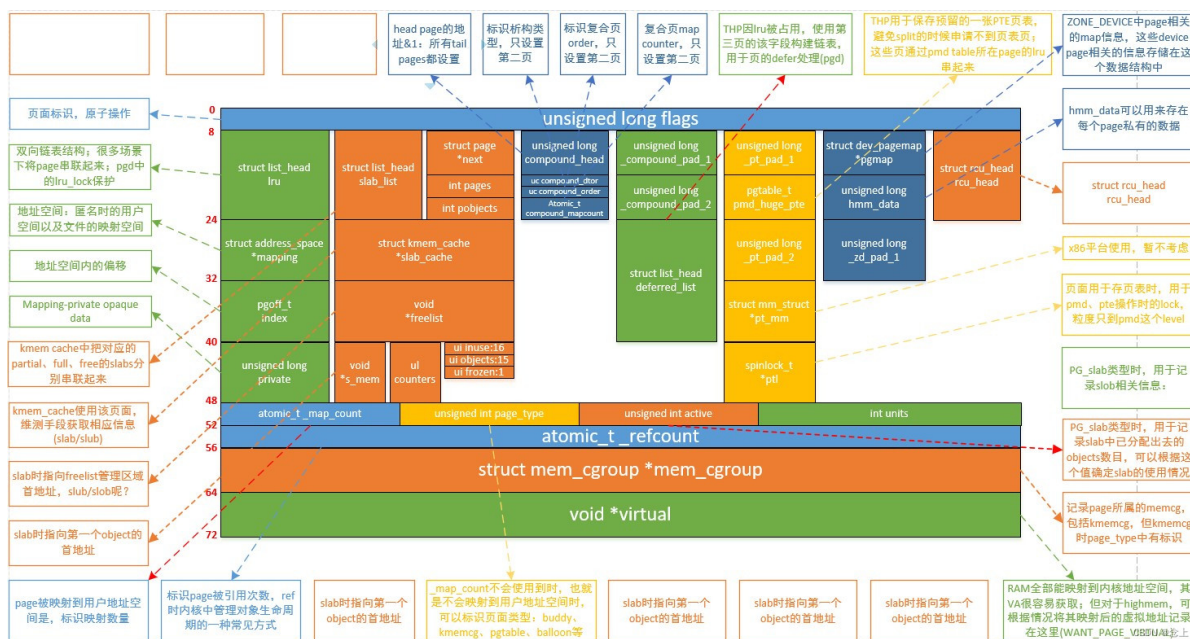 head page的地
址&1：所有tail
pages都设置
标识析构类
型，只设置
第二页
标识复合页
order，只
设置第二页
复合页map
counter，只
设置第二页
THP因lru被占用，使用第
三页的该字段构建链表，
用于页的defer处理(pgd)
THP用于保存预留的一张PTE页表，
避免split的时候申请不到页表页；
这些页通过pmd table所在page的lru
串起来
ZONE_DEVICE中page相关
的map信息，这些device
page相关的信息存储在这
个数据结构中
页面标识，原子操作
双向链表结构；很多场景
下将page串联起来；pgd中
的lru_lock保护
地址空间：匿名时的用户
空间以及文件的映射空间
地址空间内的偏移
Mapping-private opaque
data
kmem cache中把对应的
partial、full、free的slabs分
别串联起来
kmem_cache使用该页面，
维测手段获取相应信息
(slab/slub)
slab时指向freelist管理区域
首地址，slub/slob呢？
slab时指向第一个object的
首地址
0
8
24
32
40
48
52
56
64
72
unsigned long flags
struct list_head
lru
struct address_space
*mapping
pgoff_t
index
unsigned long
private
struct list_head
slab_list
struct page
*next
int pages
int pobjects
struct kmem_cache
*slab_cache
void
*freelist
void
*s_mem
ul
counters
ui inuse:16
ui objects:15
ui frozen:1
unsigned long
compound_head
uc compound_dtor
uc compound_order
Atomic_t
compound_mapcount
unsigned long
_compound_pad_1
unsigned long
_compound_pad_2
struct list_head
deferred_list
unsigned long
_pt_pad_1
pgtable_t
pmd_huge_pte
unsigned long
_pt_pad_2
struct mm_struct
*pt_mm
spinlock_t
*ptl
struct dev_pagemap
*pgmap
unsigned long
hmm_data
unsigned long
_zd_pad_1
struct rcu_head
rcu_head
atomic_t _map_count
unsigned int page_type
unsigned int active
int units
atomic_t _refcount
struct mem_cgroup *mem_cgroup
void *virtual
hmm_data可以用来存在
每个page私有的数据
struct rcu_head
rcu_head
x86平台使用，暂不考虑
页面用于存页表时，用于
pmd、pte操作时的lock，
粒度只到pmd这个level
PG_slab类型时，用于记
录slob相关信息：
PG_slab类型时，用于记
录slab中已分配出去的
objects数目，可以根据这
个值确定slab的使用情况
记录page所属的memcg，
包括kmemcg，但kmemcg
时page_type中有标识
page被映射到用户地址空
间是，标识映射数量
标识page被引用次数，ref
时内核中管理对象生命周
期的一种常见方式
slab时指向第一个
object的首地址
_map_count不会使用到时，也就
是不会映射到用户地址空间时，
可以标识页面类型：buddy、
kmemcg、pgtable、balloon等
slab时指向第一个
object的首地址
slab时指向第一个
object的首地址
slab时指向第一个
object的首地址
RAM全部能映射到内核地址空间，其
VA很容易获取；但对于highmem，可
根据情况将其映射后的虚拟地址记录
在这里(WANT_PAGE_VIRTUAL)